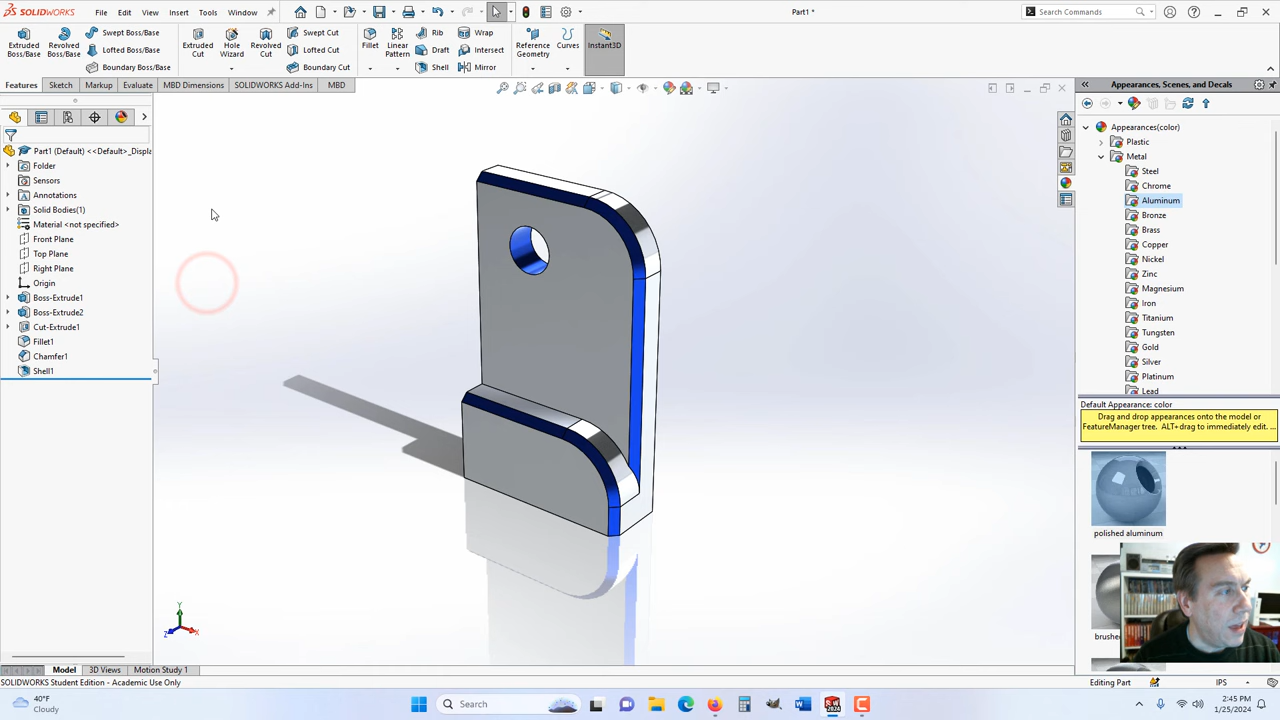 SOLIDWORKS
File Edit View Insert Tools Window
Part1 *
Search Commands
Extruded Boss/Base
Revolved Boss/Base
Swept Boss/Base
Lofted Boss/Base
Boundary Boss/Base
Extruded Cut
Hole Wizard
Revolved Cut
Swept Cut
Lofted Cut
Boundary Cut
Fillet
Linear Pattern
Rib
Draft
Shell
Wrap
Intersect
Mirror
Reference Geometry
Curves
Instant3D
Features Sketch Markup Evaluate MBD Dimensions SOLIDWORKS Add-Ins MBD
Part1 (Default) <<Default>_Displa
Folder
Sensors
Annotations
Solid Bodies(1)
Material <not specified>
Front Plane
Top Plane
Right Plane
Origin
Boss-Extrude1
Boss-Extrude2
Cut-Extrude1
Fillet1
Chamfer1
Shell1
Y
Z
X
Appearances, Scenes, and Decals
Appearances(color)
Plastic
Metal
Steel
Chrome
Aluminum
Bronze
Brass
Copper
Nickel
Zinc
Magnesium
Iron
Titanium
Tungsten
Gold
Silver
Platinum
Lead
Default Appearance: color
Drag and drop appearances onto the model or
FeatureManager tree. ALT+drag to immediately edit. ...
polished aluminum
Model 3D Views Motion Study 1
SOLIDWORKS Student Edition - Academic Use Only
Editing Part
IPS
40°F
Cloudy
Search
2:45 PM
1/25/2024